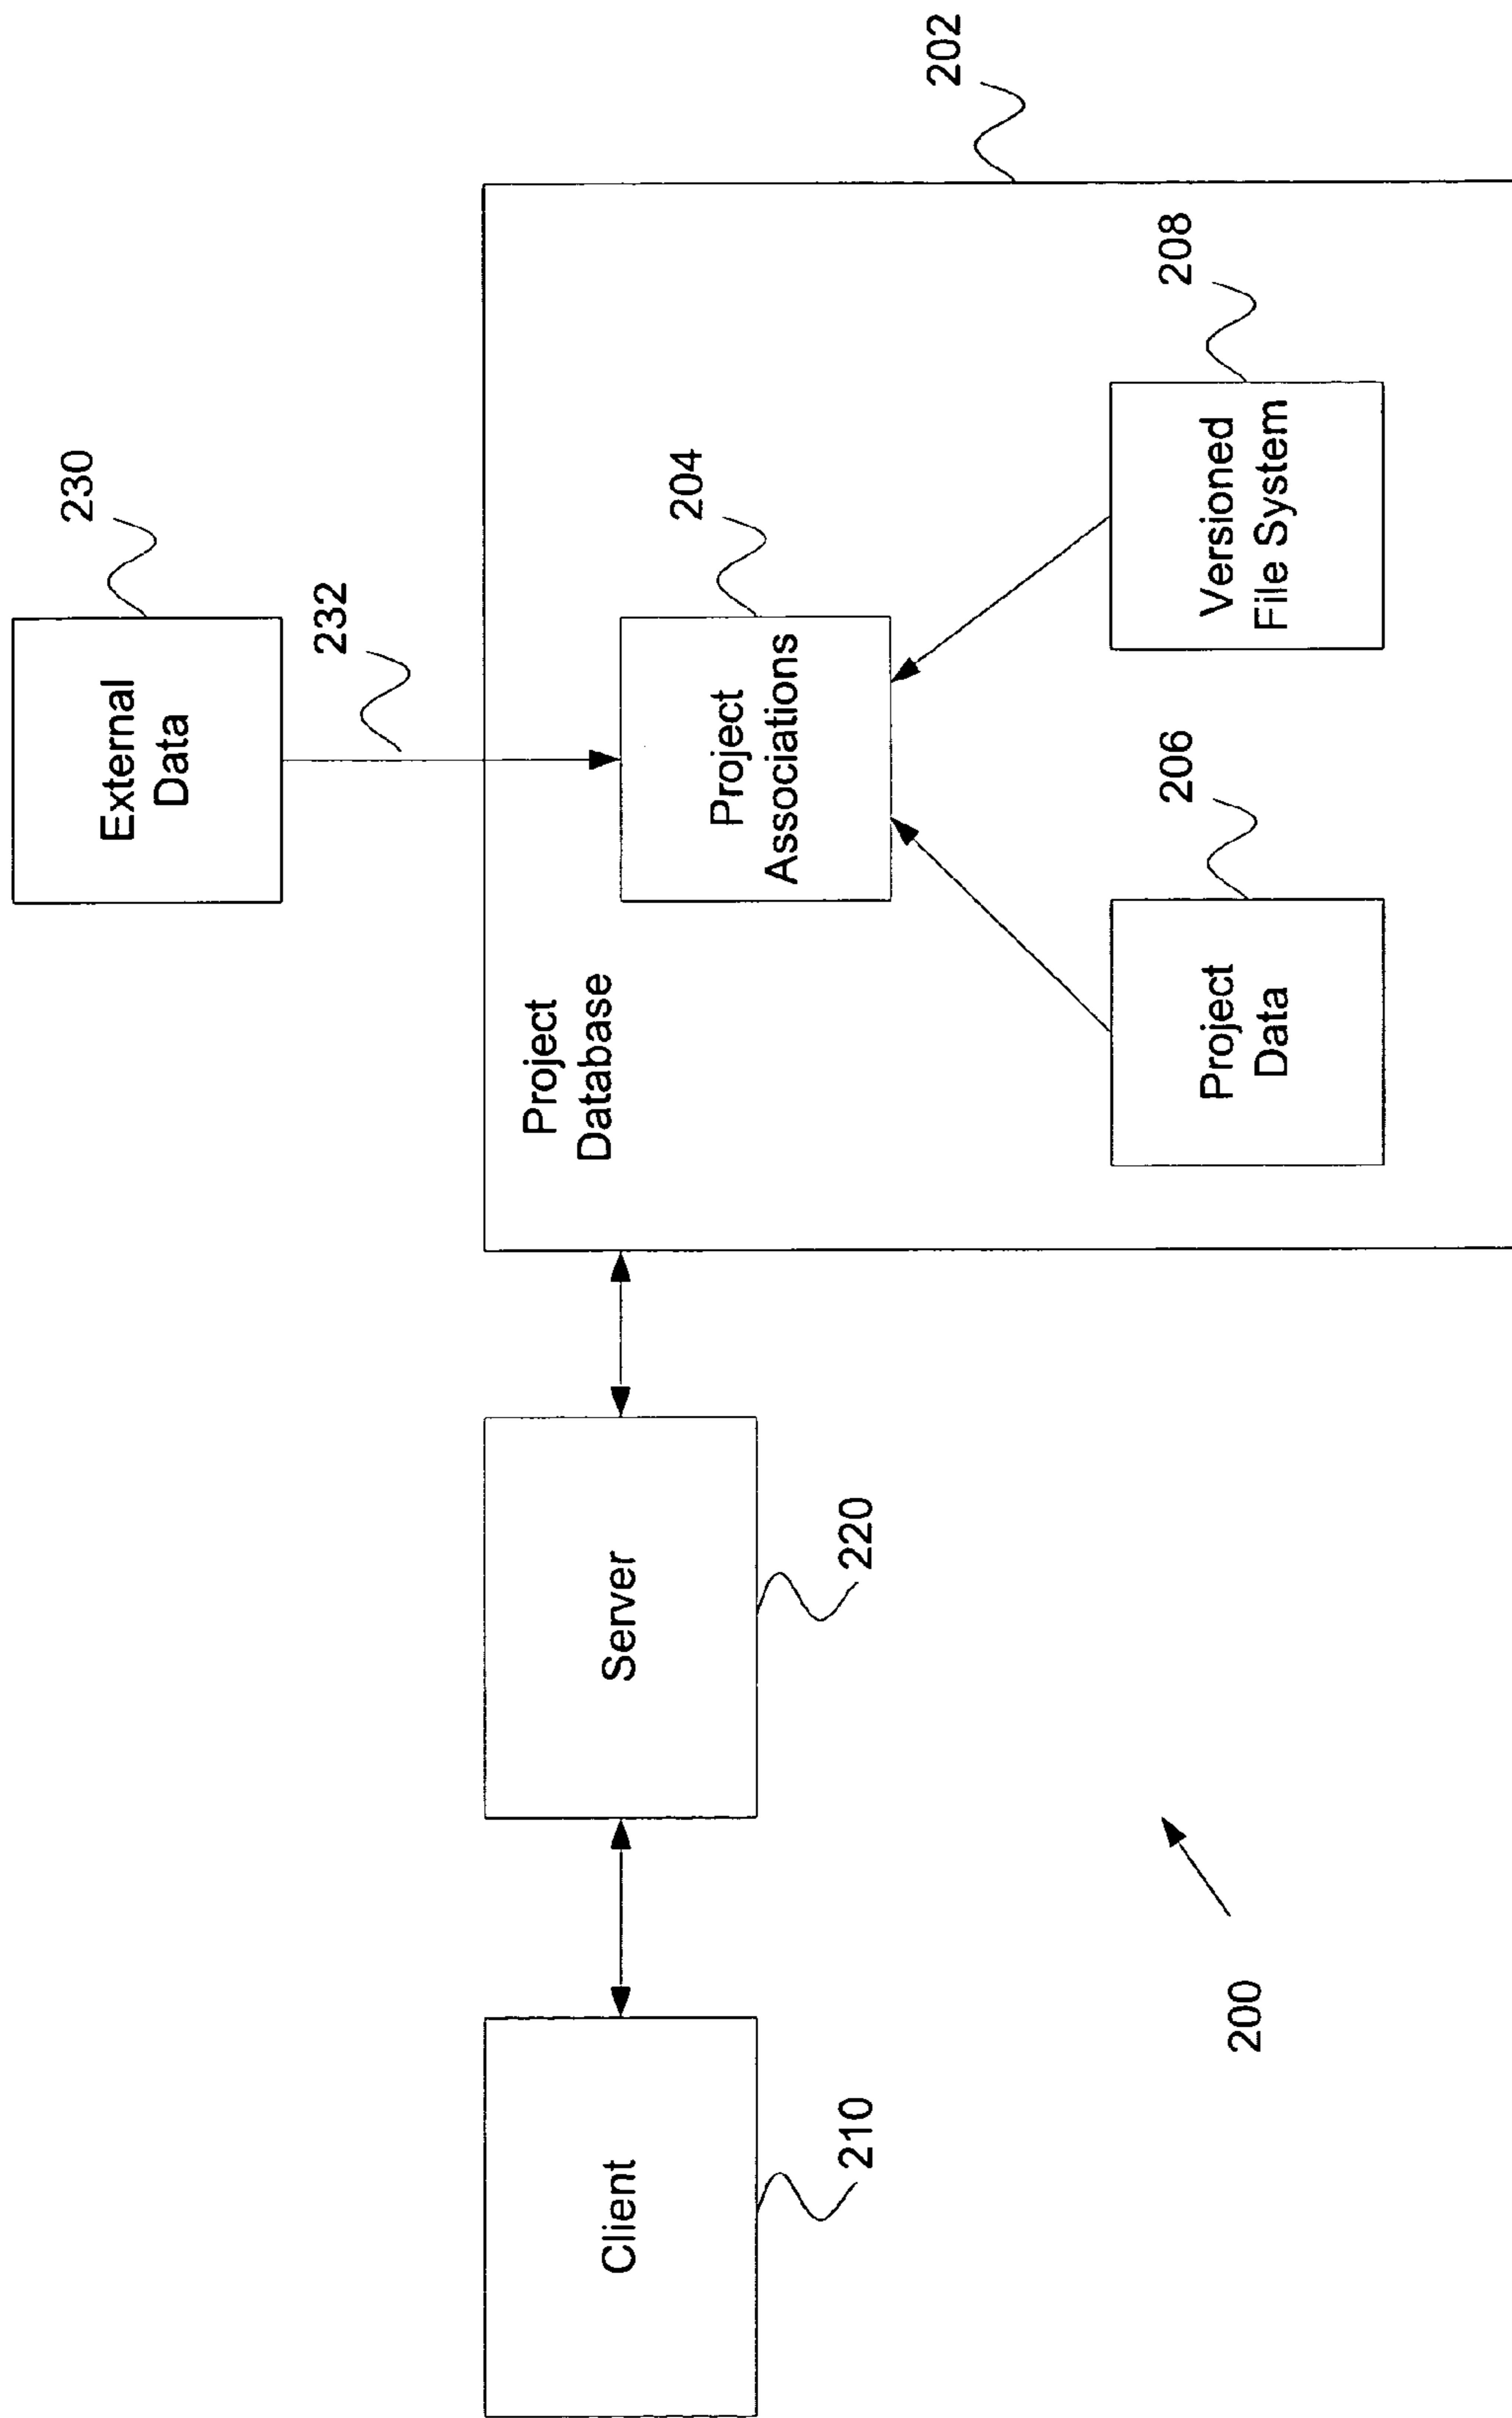 External
Data
230
232
Project
Database
Project
Associations
204
202
Client
210
Server
220
Project
Data
206
Versioned
File System
208
200